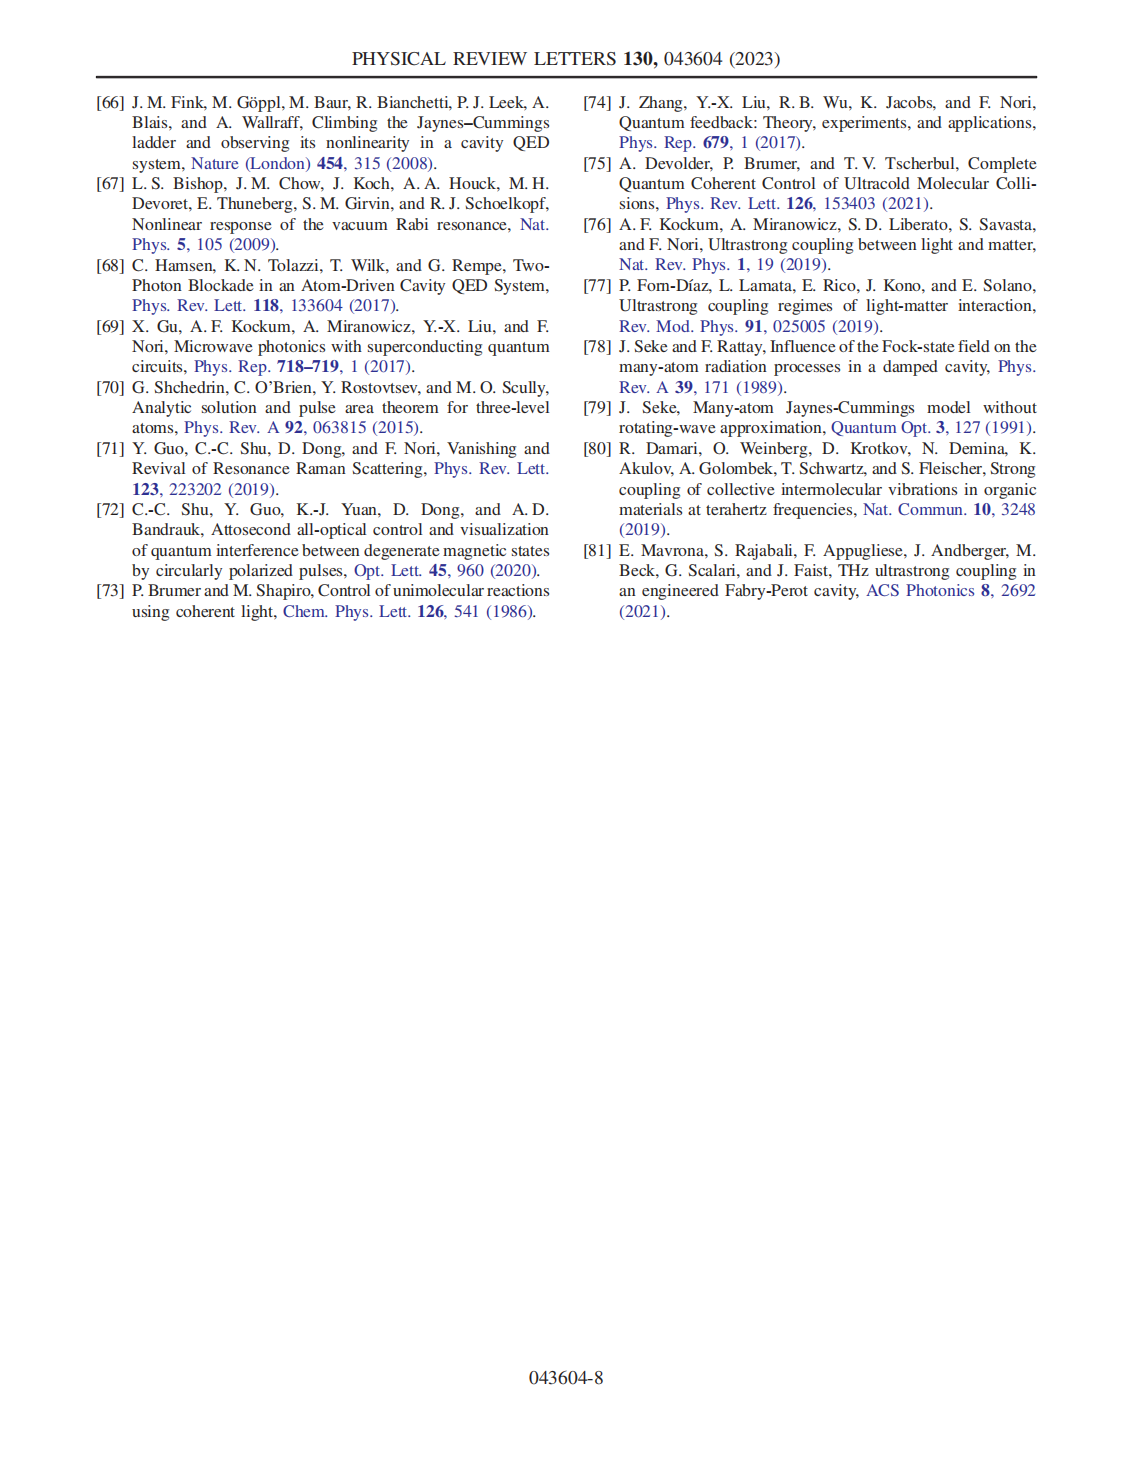 PHYSICAL REVIEW LETTERS 130, 043604 (2023)
[66] J. M. Fink, M. Göppl, M. Baur, R. Bianchetti, P. J. Leek, A.
Blais, and A. Wallraff, Climbing the Jaynes–Cummings
ladder and observing its nonlinearity in a cavity QED
system, Nature (London) 454, 315 (2008).
[67] L. S. Bishop, J. M. Chow, J. Koch, A. A. Houck, M. H.
Devoret, E. Thuneberg, S. M. Girvin, and R. J. Schoelkopf,
Nonlinear response of the vacuum Rabi resonance, Nat.
Phys. 5, 105 (2009).
[68] C. Hamsen, K. N. Tolazzi, T. Wilk, and G. Rempe, Two-
Photon Blockade in an Atom-Driven Cavity QED System,
Phys. Rev. Lett. 118, 133604 (2017).
[69] X. Gu, A. F. Kockum, A. Miranowicz, Y.-X. Liu, and F.
Nori, Microwave photonics with superconducting quantum
circuits, Phys. Rep. 718–719, 1 (2017).
[70] G. Shchedrin, C. O’Brien, Y. Rostovtsev, and M. O. Scully,
Analytic solution and pulse area theorem for three-level
atoms, Phys. Rev. A 92, 063815 (2015).
[71] Y. Guo, C.-C. Shu, D. Dong, and F. Nori, Vanishing and
Revival of Resonance Raman Scattering, Phys. Rev. Lett.
123, 223202 (2019).
[72] C.-C. Shu, Y. Guo, K.-J. Yuan, D. Dong, and A. D.
Bandrauk, Attosecond all-optical control and visualization
of quantum interference between degenerate magnetic states
by circularly polarized pulses, Opt. Lett. 45, 960 (2020).
[73] P. Brumer and M. Shapiro, Control of unimolecular reactions
using coherent light, Chem. Phys. Lett. 126, 541 (1986).
[74] J. Zhang, Y.-X. Liu, R. B. Wu, K. Jacobs, and F. Nori,
Quantum feedback: Theory, experiments, and applications,
Phys. Rep. 679, 1 (2017).
[75] A. Devolder, P. Brumer, and T. V. Tscherbul, Complete
Quantum Coherent Control of Ultracold Molecular Colli-
sions, Phys. Rev. Lett. 126, 153403 (2021).
[76] A. F. Kockum, A. Miranowicz, S. D. Liberato, S. Savasta,
and F. Nori, Ultrastrong coupling between light and matter,
Nat. Rev. Phys. 1, 19 (2019).
[77] P. Forn-Díaz, L. Lamata, E. Rico, J. Kono, and E. Solano,
Ultrastrong coupling regimes of light-matter interaction,
Rev. Mod. Phys. 91, 025005 (2019).
[78] J. Seke and F. Rattay, Influence of the Fock-state field on the
many-atom radiation processes in a damped cavity, Phys.
Rev. A 39, 171 (1989).
[79] J. Seke, Many-atom Jaynes-Cummings model without
rotating-wave approximation, Quantum Opt. 3, 127 (1991).
[80] R. Damari, O. Weinberg, D. Krotkov, N. Demina, K.
Akulov, A. Golombek, T. Schwartz, and S. Fleischer, Strong
coupling of collective intermolecular vibrations in organic
materials at terahertz frequencies, Nat. Commun. 10, 3248
(2019).
[81] E. Mavrona, S. Rajabali, F. Appugliese, J. Andberger, M.
Beck, G. Scalari, and J. Faist, THz ultrastrong coupling in
an engineered Fabry-Perot cavity, ACS Photonics 8, 2692
(2021).
043604-8